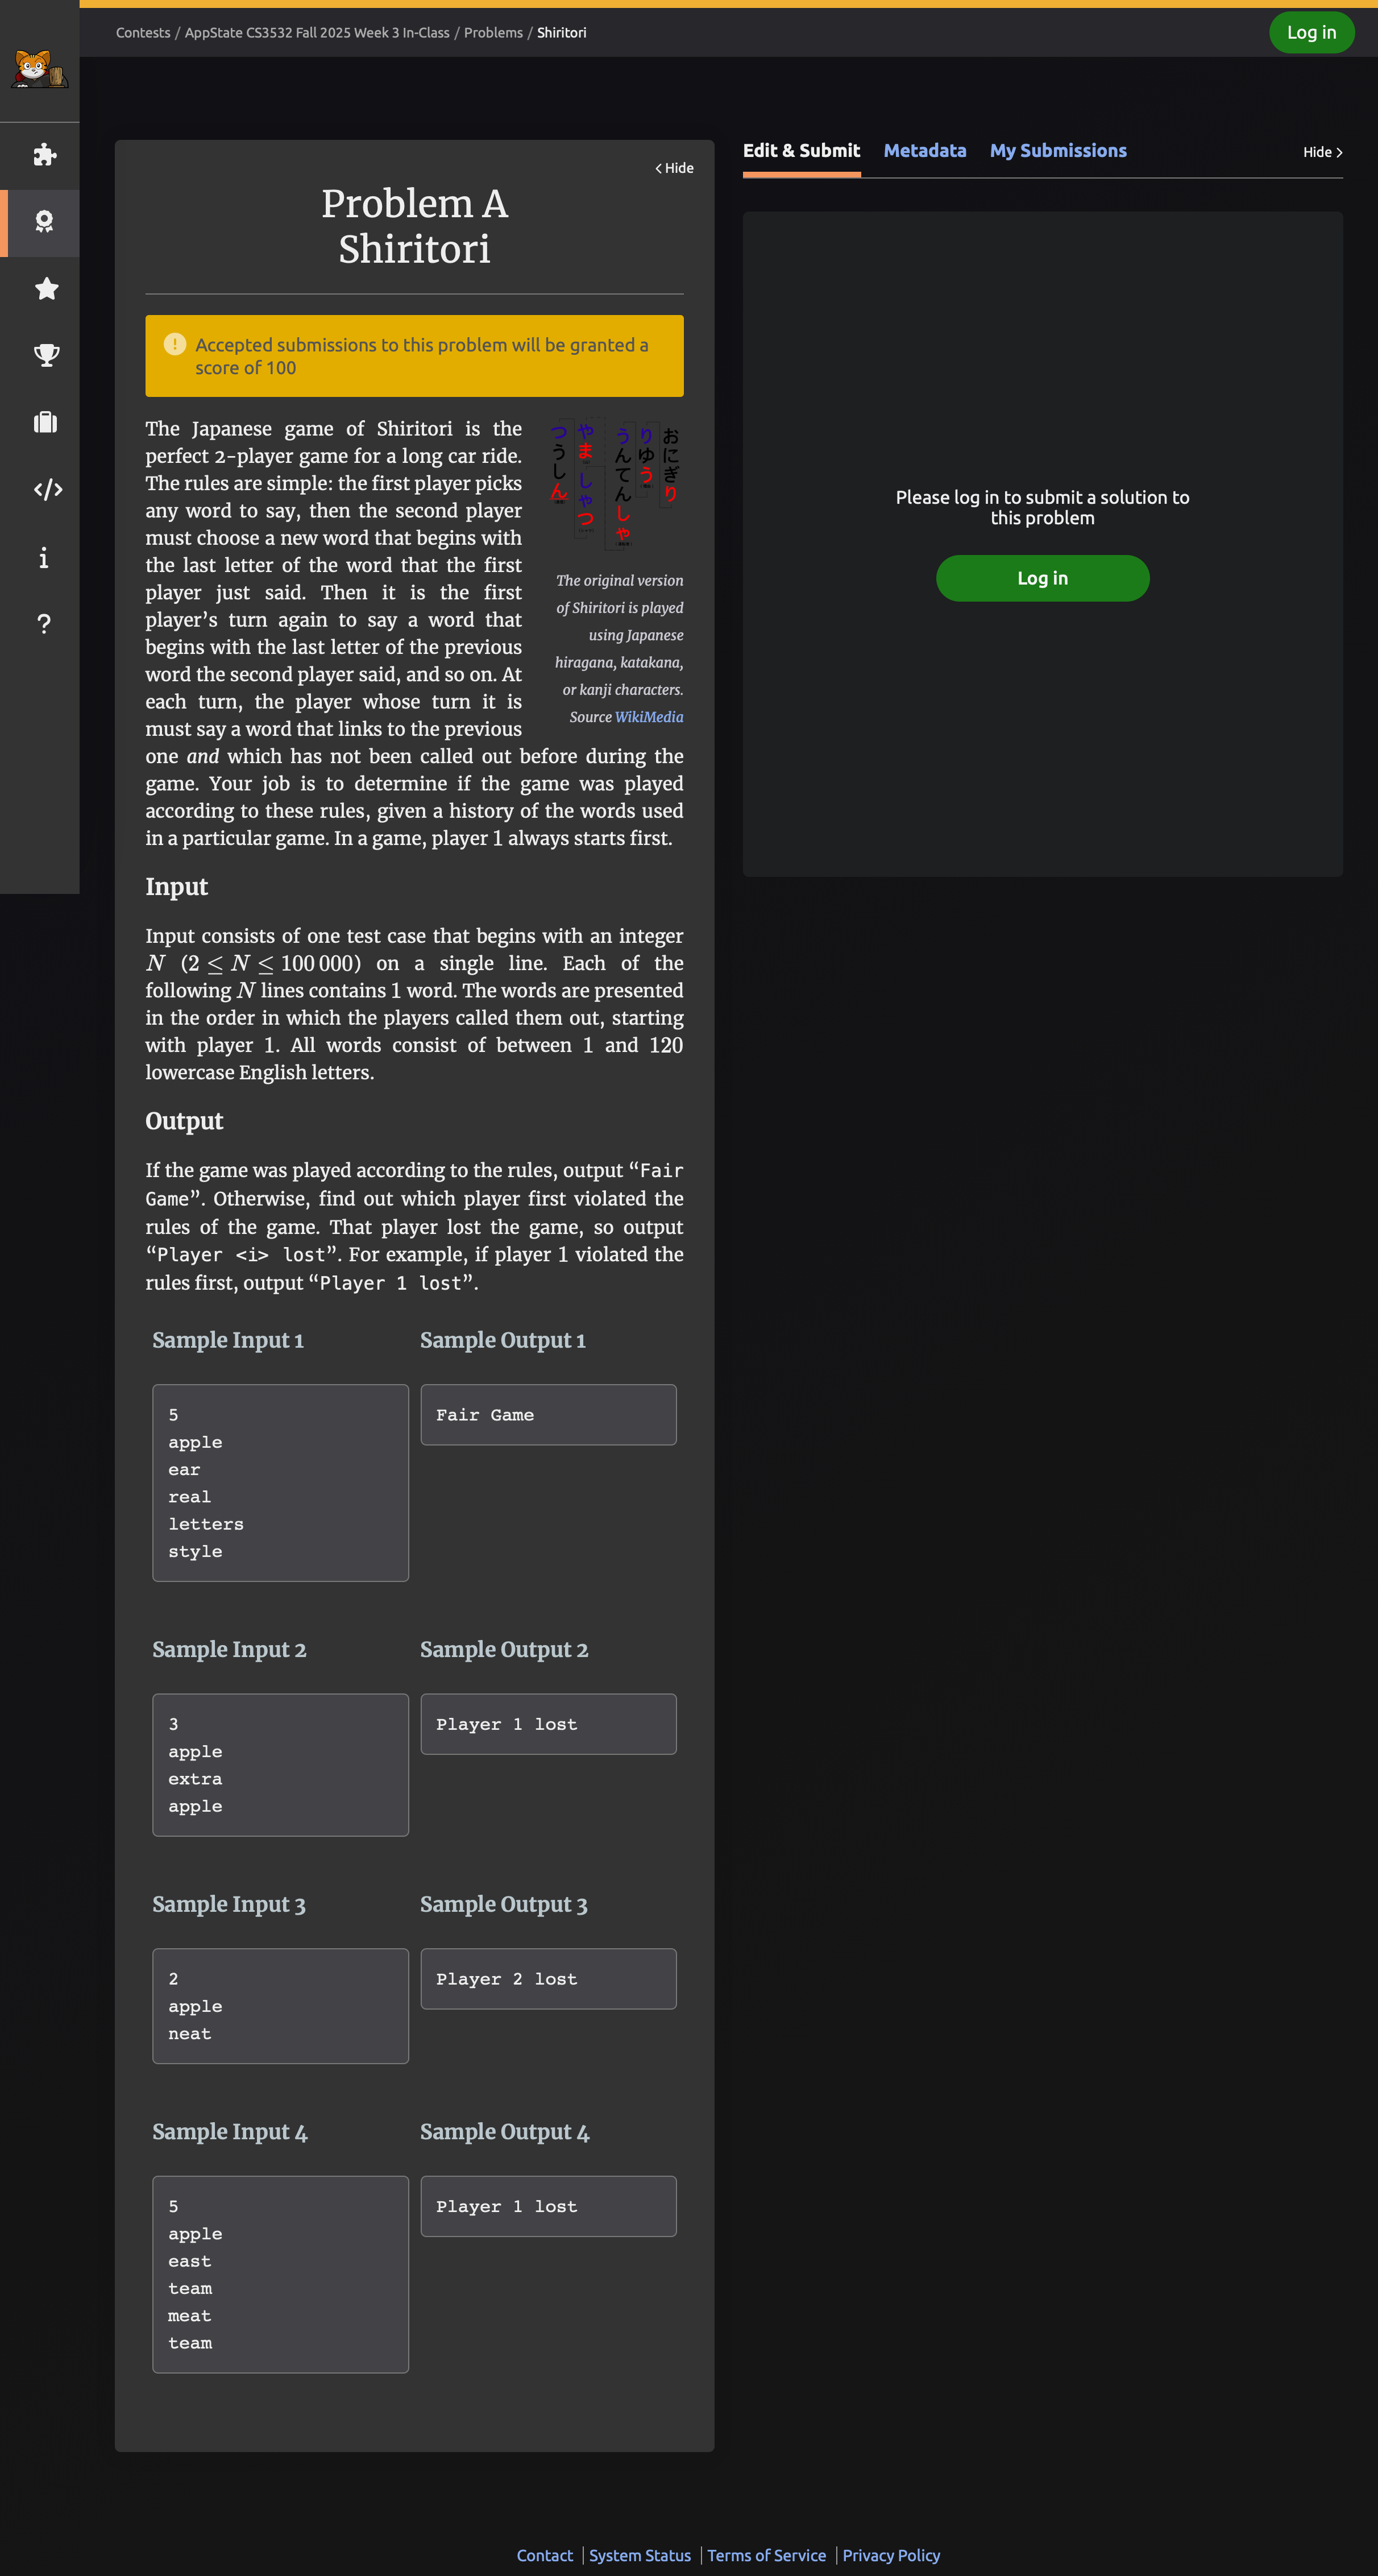 Contests / AppState CS3532 Fall 2025 Week 3 In-Class / Problems / Shiritori
Log in
Hide
Problem A
Shiritori
Accepted submissions to this problem will be granted a
score of 100
The Japanese game of Shiritori is the
perfect 2-player game for a long car ride.
The rules are simple: the first player picks
any word to say, then the second player
must choose a new word that begins with
the last letter of the word that the first
player just said. Then it is the first
player’s turn again to say a word that
begins with the last letter of the previous
word the second player said, and so on. At
each turn, the player whose turn it is
must say a word that links to the previous
one and which has not been called out before during the
game. Your job is to determine if the game was played
according to these rules, given a history of the words used
in a particular game. In a game, player 1 always starts first.
おにぎり
りゆう
うんてんしゃ
やま
しゃつ
つうしん
The original version
of Shiritori is played
using Japanese
hiragana, katakana,
or kanji characters.
Source WikiMedia
Input
Input consists of one test case that begins with an integer
N (2 ≤ N ≤ 100 000) on a single line. Each of the
following N lines contains 1 word. The words are presented
in the order in which the players called them out, starting
with player 1. All words consist of between 1 and 120
lowercase English letters.
Output
If the game was played according to the rules, output “Fair
Game”. Otherwise, find out which player first violated the
rules of the game. That player lost the game, so output
“Player <i> lost”. For example, if player 1 violated the
rules first, output “Player 1 lost”.
Sample Input 1
Sample Output 1
5
apple
ear
real
letters
style
Fair Game
Sample Input 2
Sample Output 2
3
apple
extra
apple
Player 1 lost
Sample Input 3
Sample Output 3
2
apple
neat
Player 2 lost
Sample Input 4
Sample Output 4
5
apple
east
team
meat
team
Player 1 lost
Edit & Submit
Metadata
My Submissions
Hide
Please log in to submit a solution to
this problem
Log in
Contact | System Status | Terms of Service | Privacy Policy